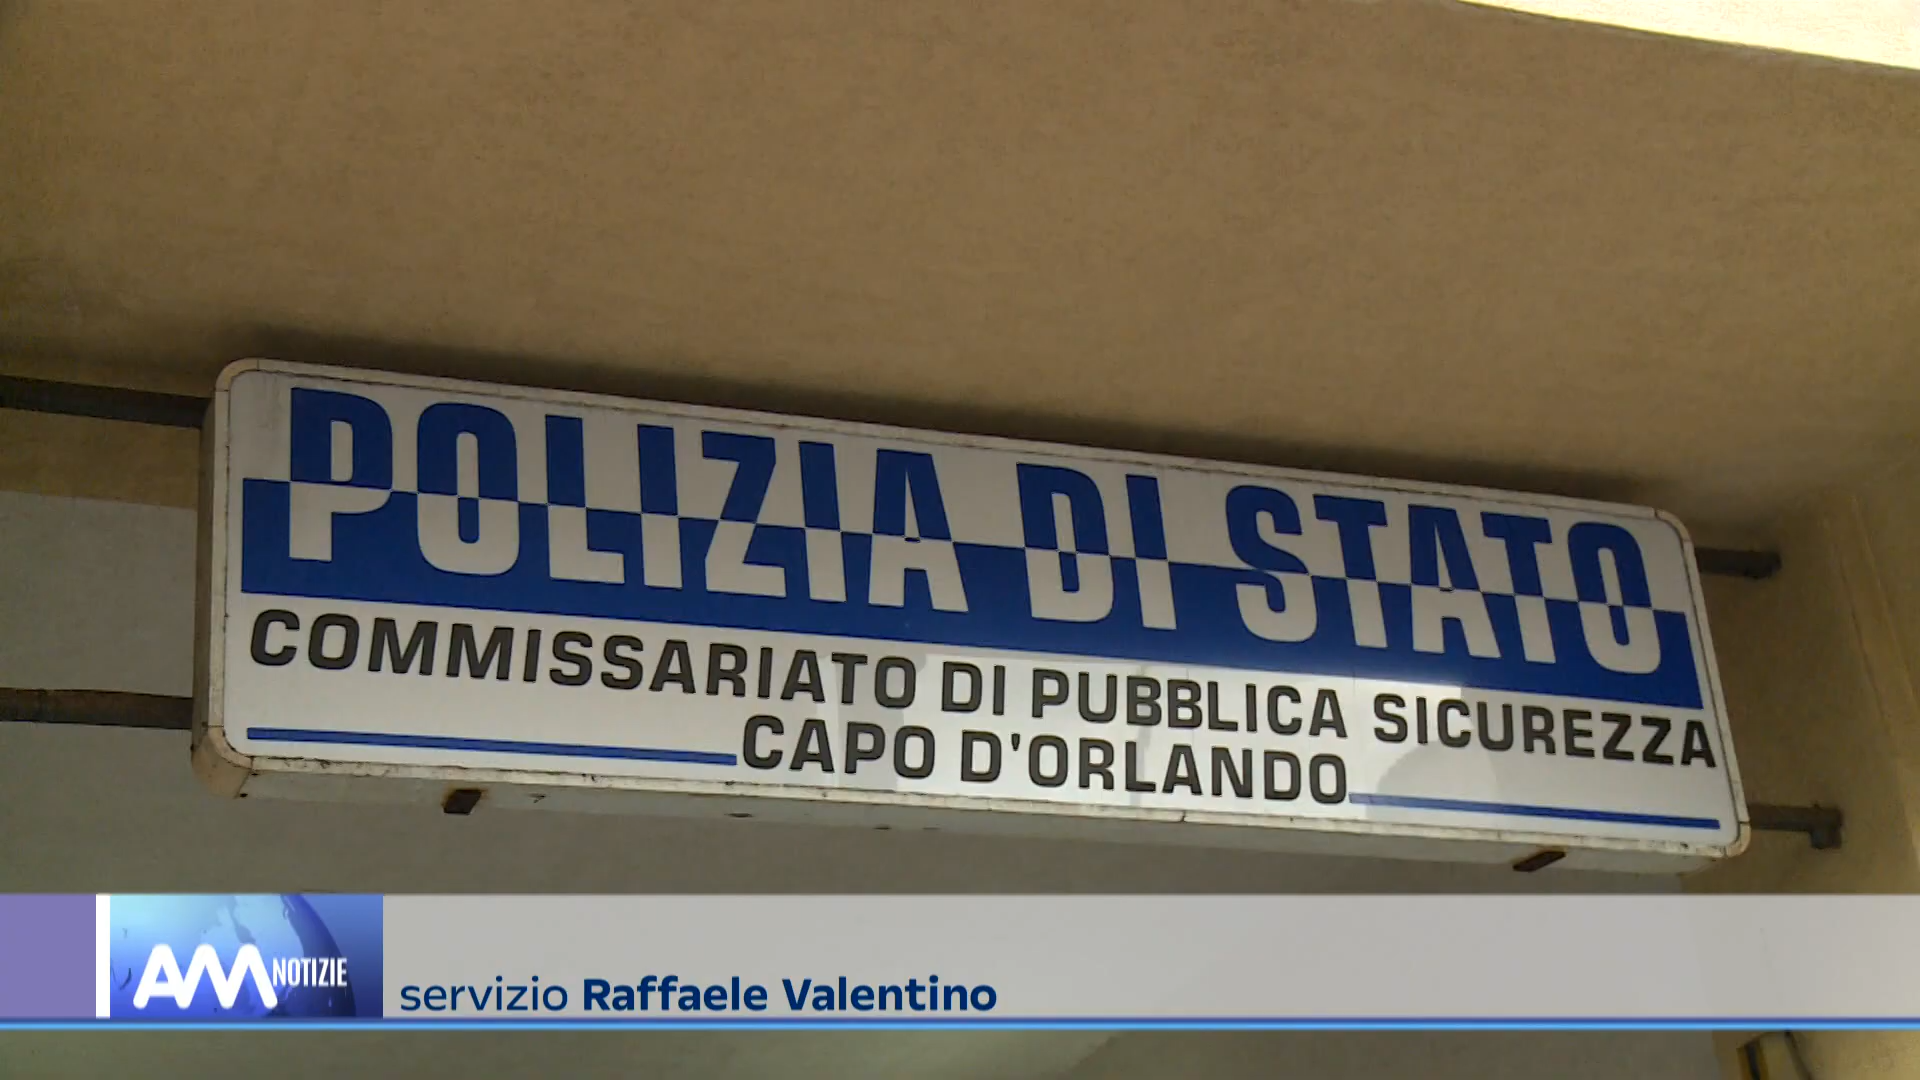 POLIZIA DI STATO
COMMISSARIATO DI PUBBLICA SICUREZZA
CAPO D'ORLANDO
AM NOTIZIE
servizio Raffaele Valentino